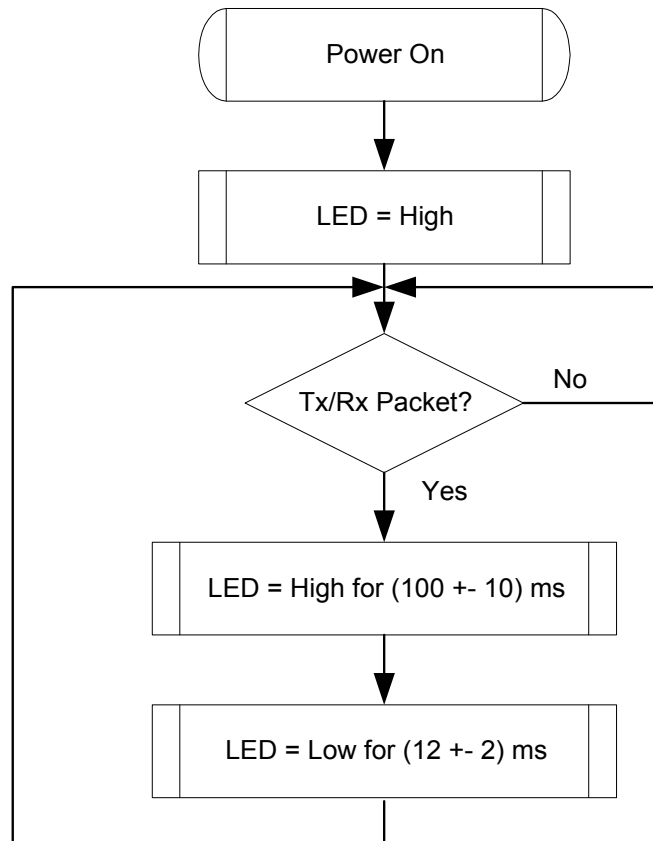 Power On
LED = High
Tx/Rx Packet?
No
Yes
LED = High for (100 +- 10) ms
LED = Low for (12 +- 2) ms